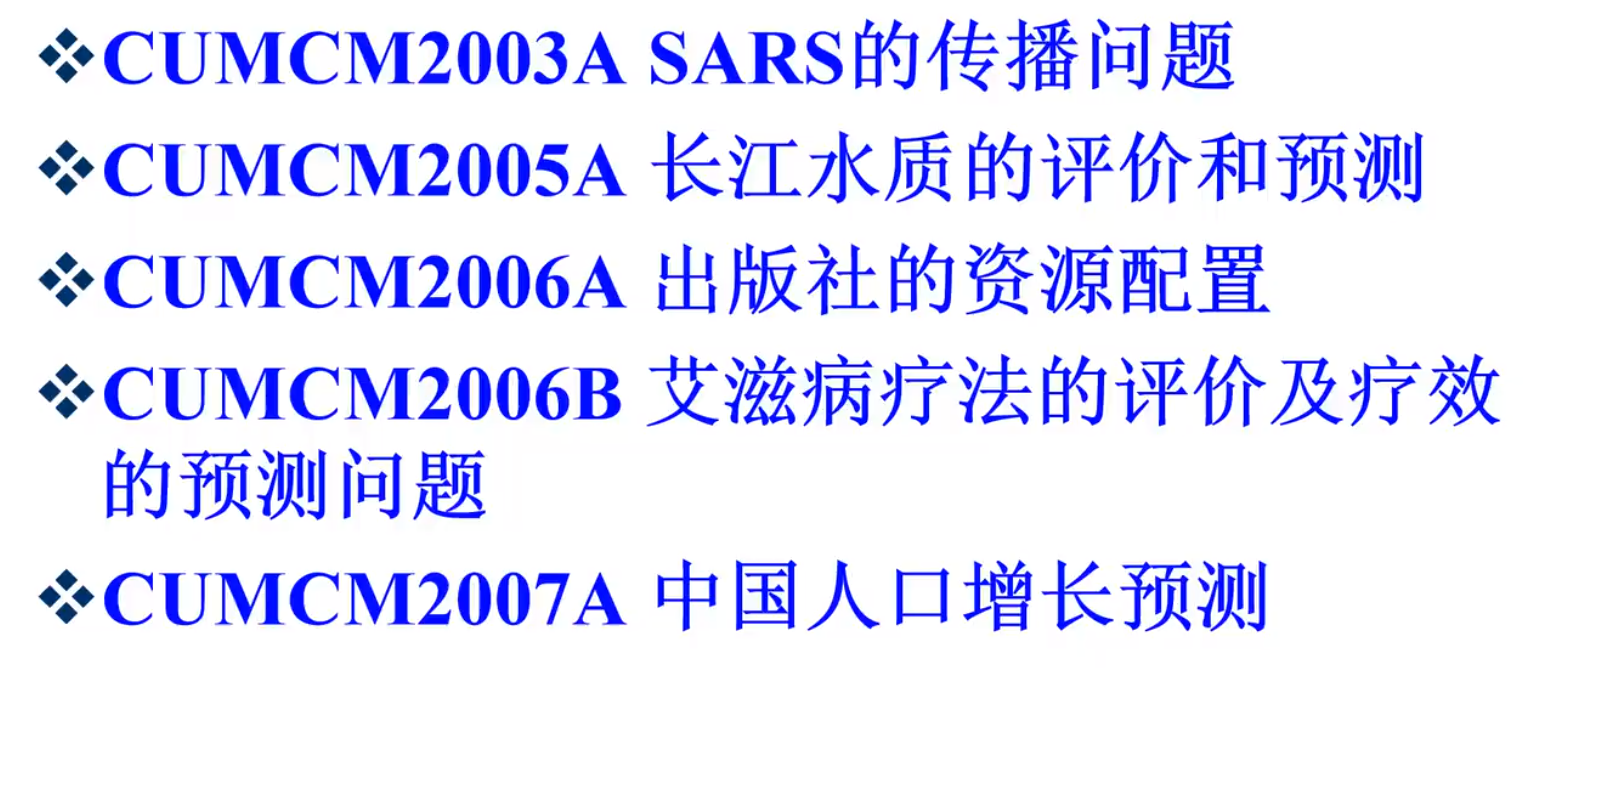 ❖CUMCM2003A SARS的传播问题
❖CUMCM2005A 长江水质的评价和预测
❖CUMCM2006A 出版社的资源配置
❖CUMCM2006B 艾滋病疗法的评价及疗效
的预测问题
❖CUMCM2007A 中国人口增长预测